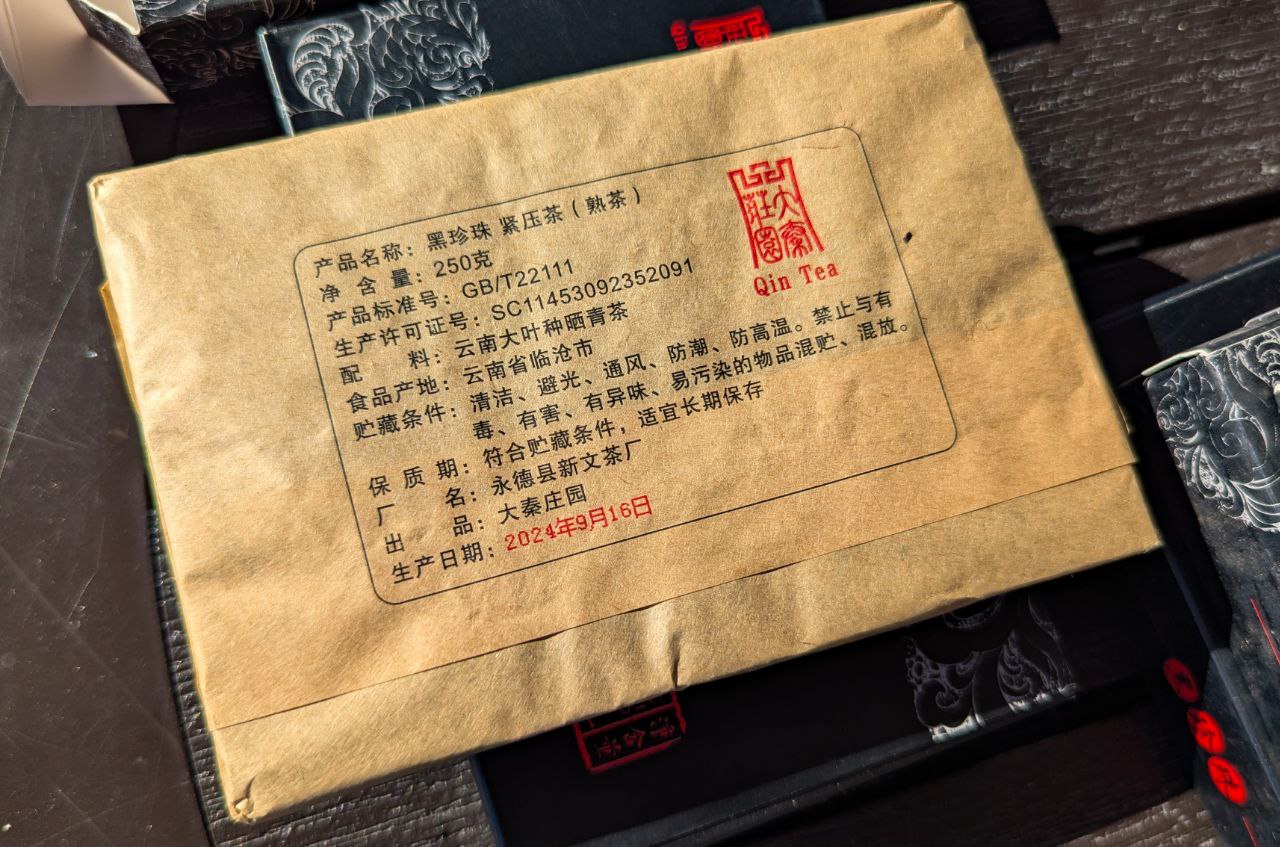 产品名称：黑珍珠 紧压茶（熟茶）
净 含 量：250克
产品标准号：GB/T22111
生产许可证号：SC11453092352091
配 料：云南大叶种晒青茶
食品产地：云南省临沧市
贮藏条件：清洁、避光、通风、防潮、防高温。禁止与有
毒、有害、有异味、易污染的物品混贮、混放。
保 质 期：符合贮藏条件，适宜长期保存
厂 名：永德县新文茶厂
出 品：大秦庄园
生产日期：2024年9月16日
大秦
莊園
Qin Tea
Qin